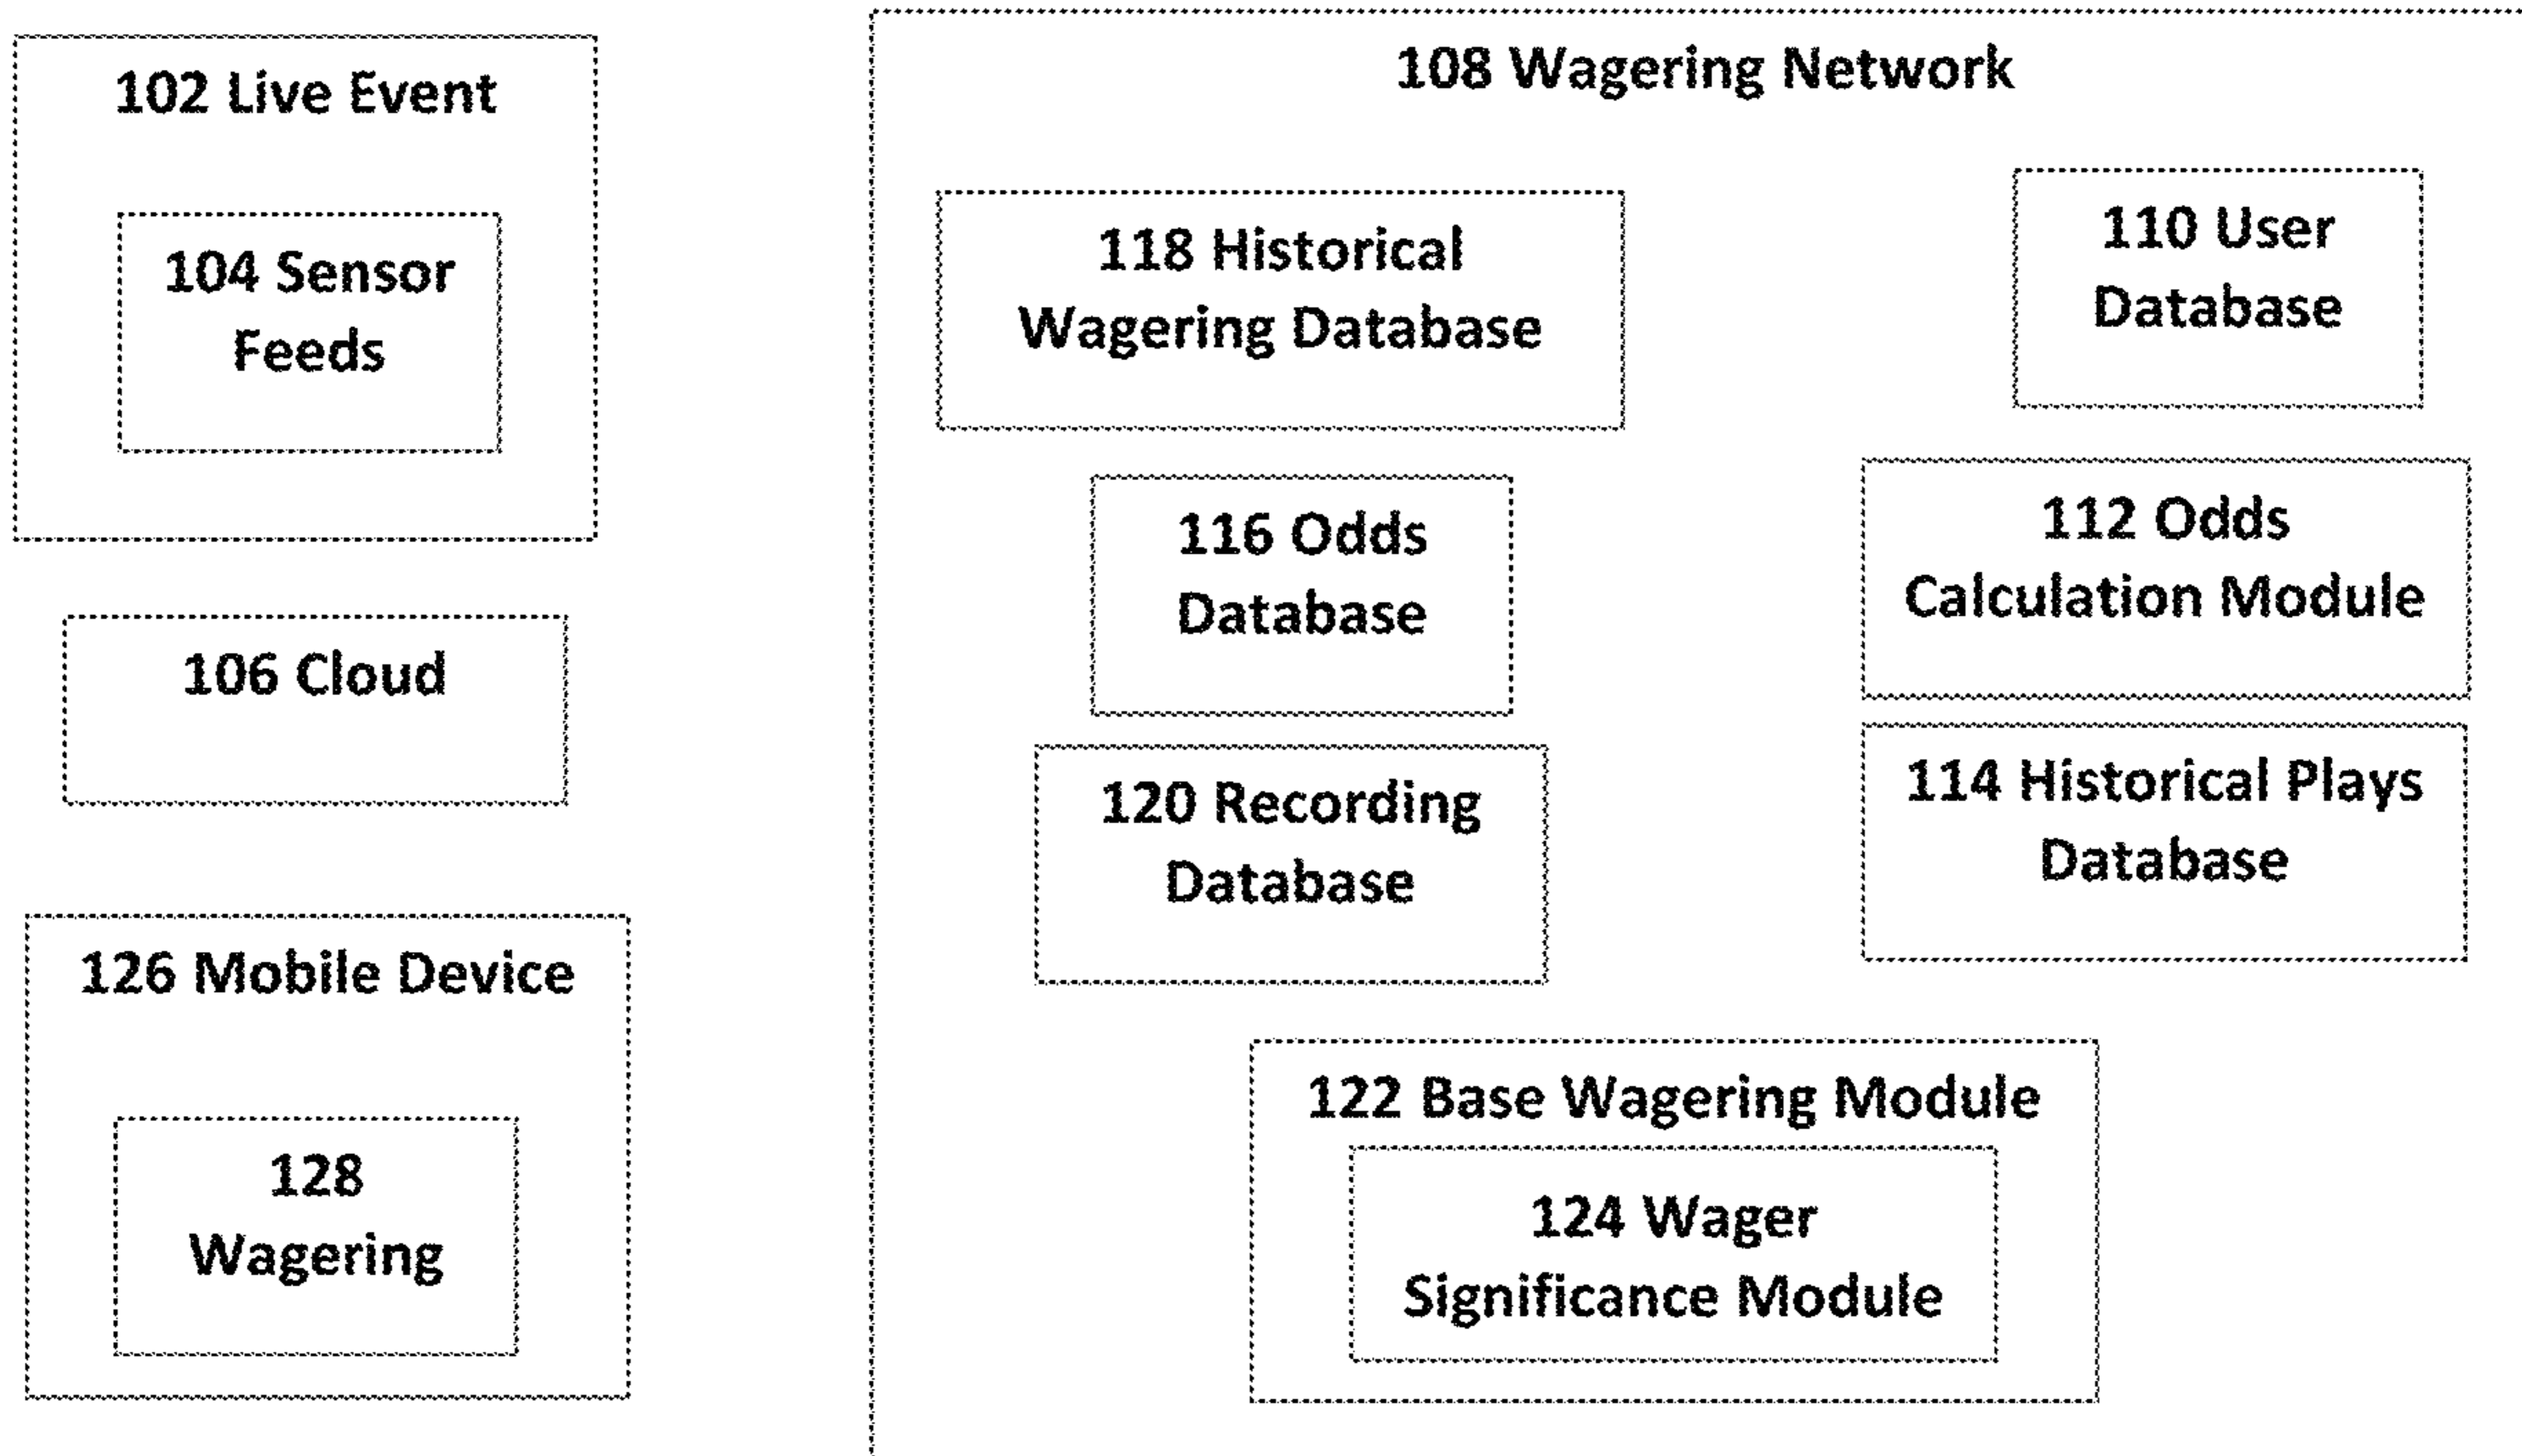 102 Live Event
104 Sensor
Feeds
106 Cloud
126 Mobile Device
128
Wagering
108 Wagering Network
118 Historical
Wagering Database
110 User
Database
116 Odds
Database
112 Odds
Calculation Module
120 Recording
Database
114 Historical Plays
Database
122 Base Wagering Module
124 Wager
Significance Module